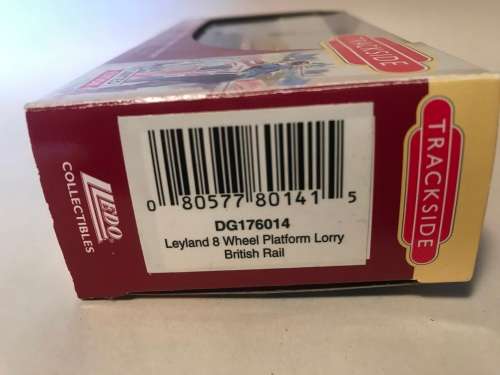 TRACKSIDE
LLEDO
COLLECTIBLES
0 80577 80141 5
DG176014
Leyland 8 Wheel Platform Lorry
British Rail
TRACKSIDE